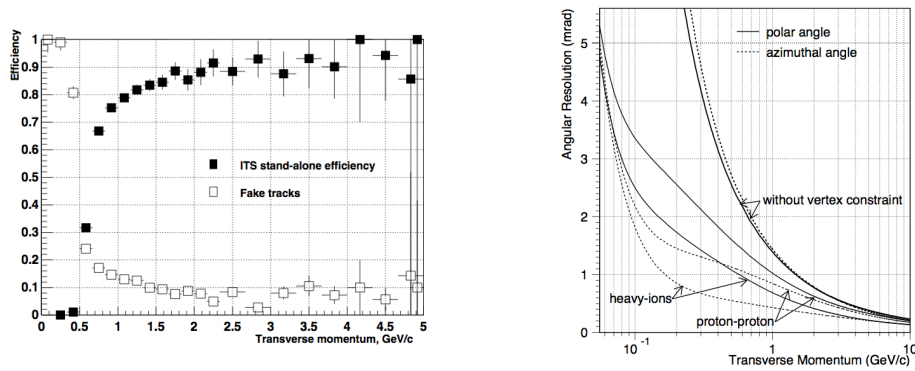 Efficiency
1
0.9
0.8
0.7
0.6
0.5
0.4
0.3
0.2
0.1
0
ITS stand-alone efficiency
Fake tracks
0 0.5 1 1.5 2 2.5 3 3.5 4 4.5 5
Transverse momentum, GeV/c
Angular Resolution (mrad)
5
4
3
2
1
0
polar angle
azimuthal angle
without vertex constraint
heavy-ions
proton-proton
10⁻¹ 1 10
Transverse Momentum (GeV/c)